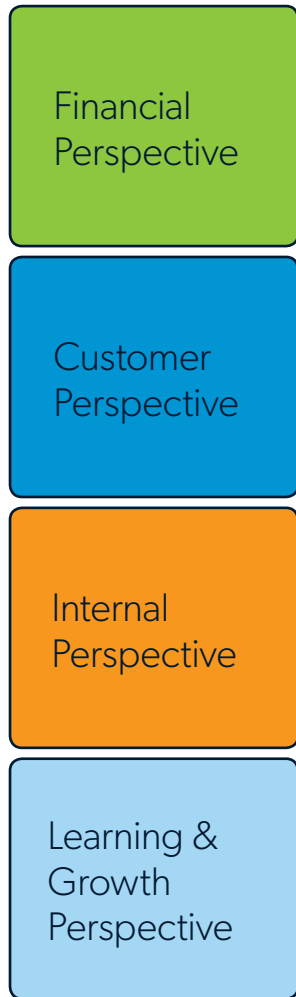 Financial
Perspective
Customer
Perspective
Internal
Perspective
Learning &
Growth
Perspective